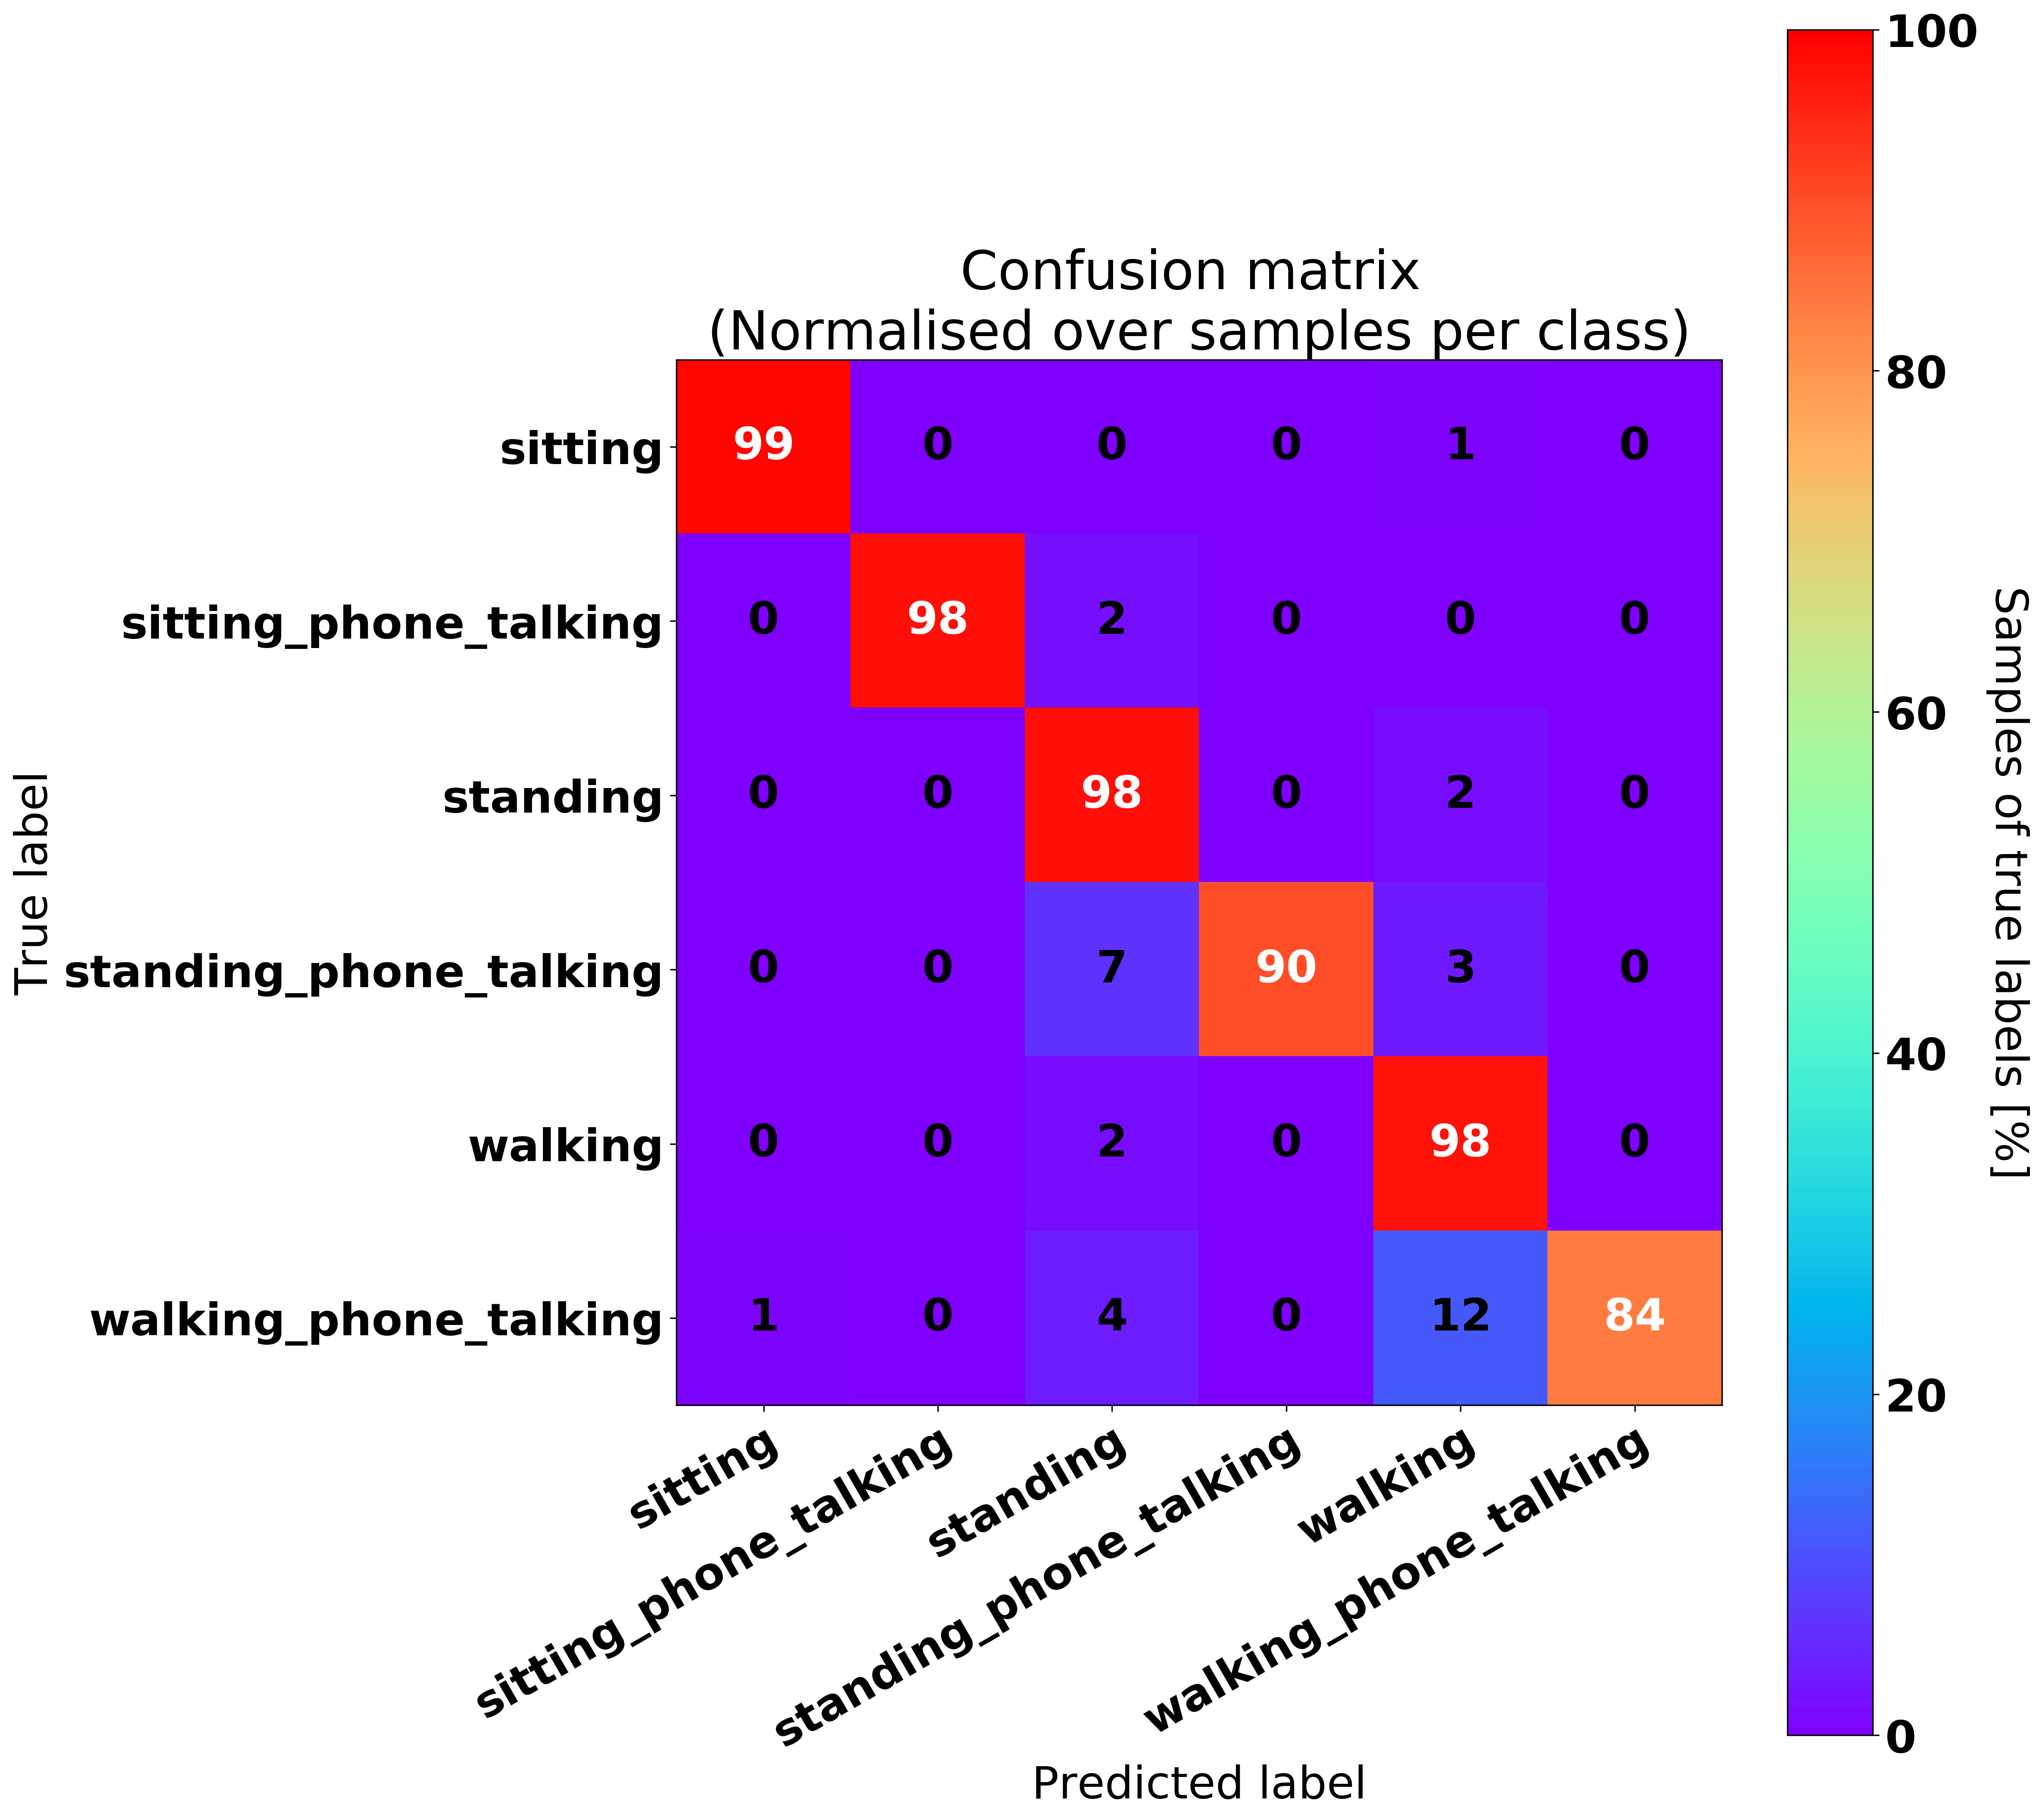 Confusion matrix
(Normalised over samples per class)
True label
sitting 99 0 0 0 1 0
sitting_phone_talking 0 98 2 0 0 0
standing 0 0 98 0 2 0
standing_phone_talking 0 0 7 90 3 0
walking 0 0 2 0 98 0
walking_phone_talking 1 0 4 0 12 84
sitting
sitting_phone_talking
standing
standing_phone_talking
walking
walking_phone_talking
Predicted label
100
80
60
40
20
0
Samples of true labels [%]